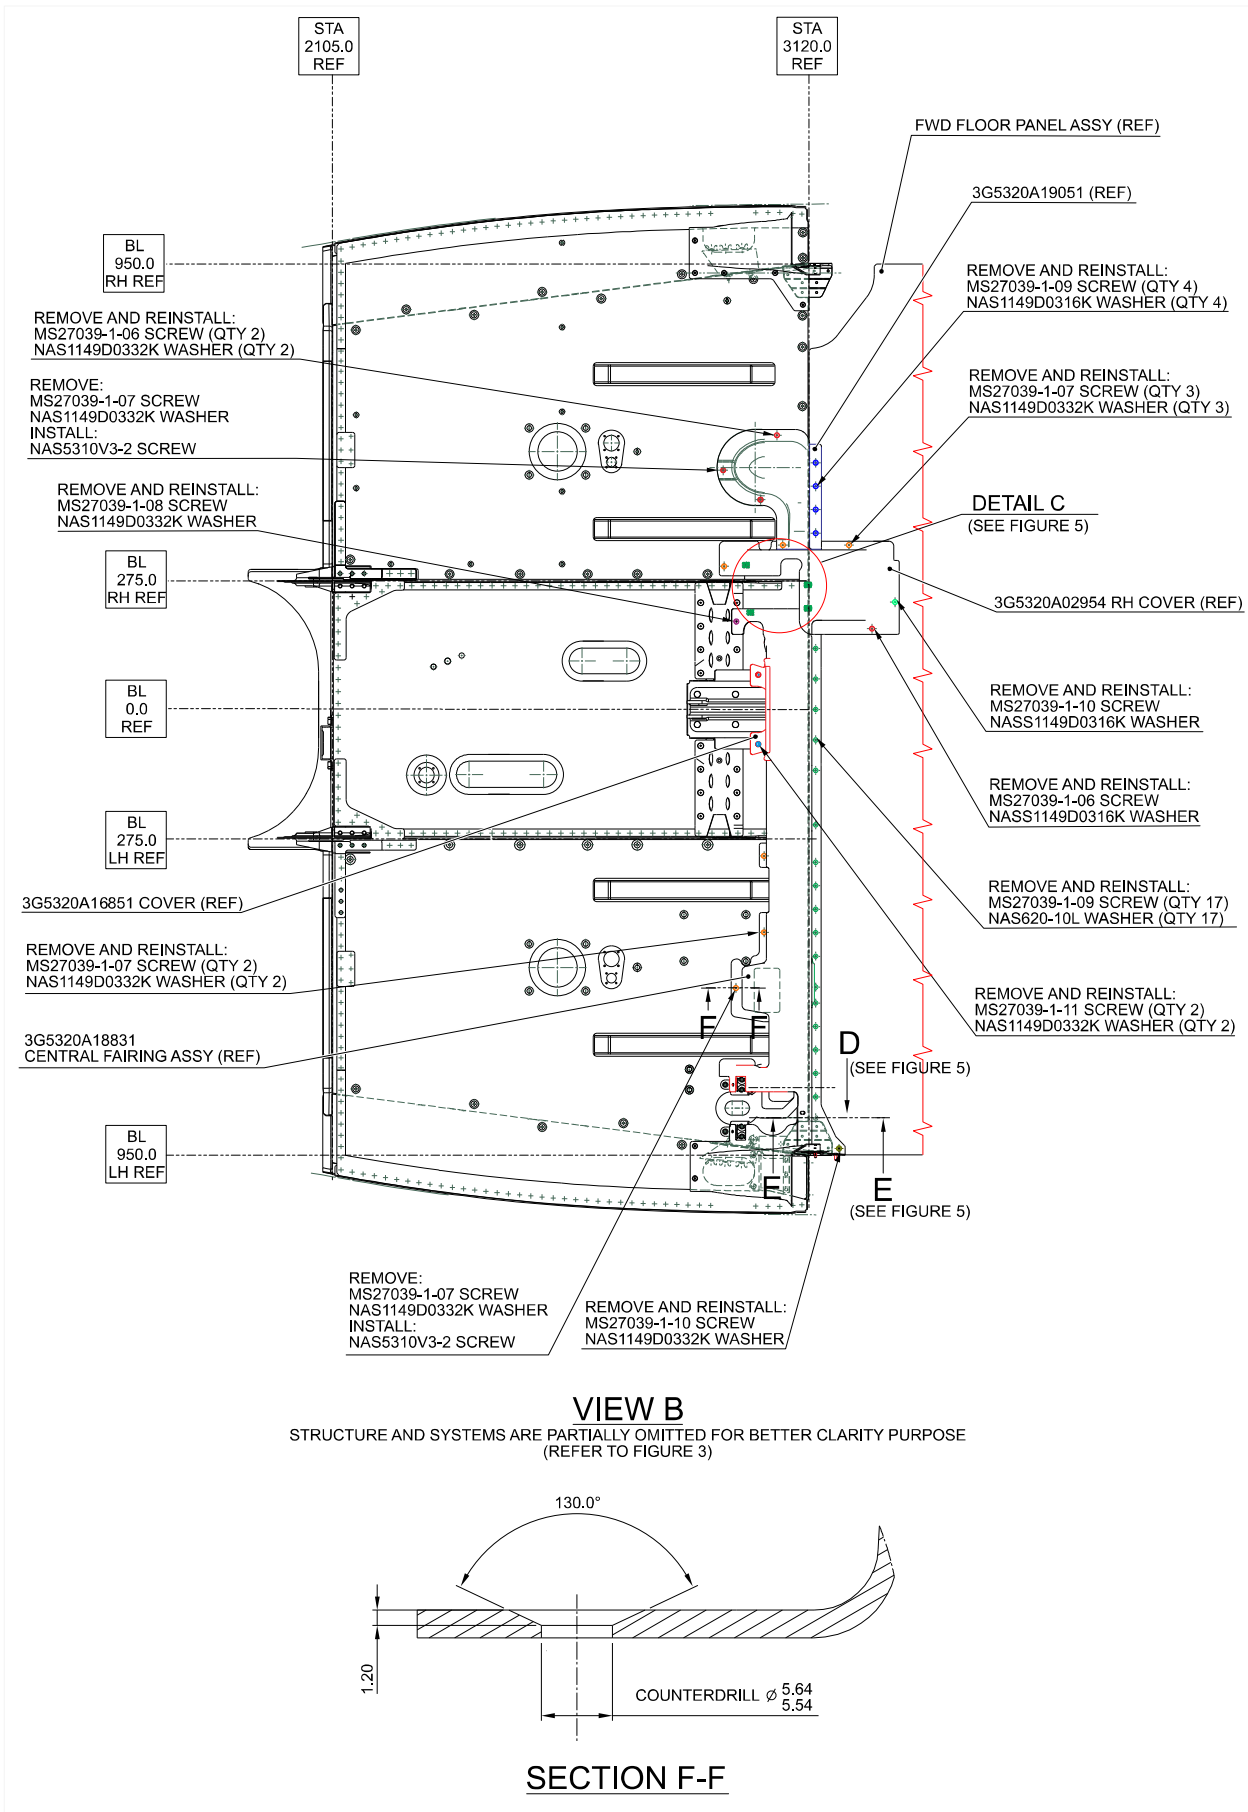 STA
2105.0
REF
STA
3120.0
REF
FWD FLOOR PANEL ASSY (REF)
3G5320A19051 (REF)
BL
950.0
RH REF
REMOVE AND REINSTALL:
MS27039-1-09 SCREW (QTY 4)
NAS1149D0316K WASHER (QTY 4)
REMOVE AND REINSTALL:
MS27039-1-06 SCREW (QTY 2)
NAS1149D0332K WASHER (QTY 2)
REMOVE AND REINSTALL:
MS27039-1-07 SCREW (QTY 3)
NAS1149D0332K WASHER (QTY 3)
REMOVE:
MS27039-1-07 SCREW
NAS1149D0332K WASHER
INSTALL:
NAS5310V3-2 SCREW
REMOVE AND REINSTALL:
MS27039-1-08 SCREW
NAS1149D0332K WASHER
DETAIL C
(SEE FIGURE 5)
BL
275.0
RH REF
3G5320A02954 RH COVER (REF)
BL
0.0
REF
REMOVE AND REINSTALL:
MS27039-1-10 SCREW
NASS1149D0316K WASHER
REMOVE AND REINSTALL:
MS27039-1-06 SCREW
NASS1149D0316K WASHER
BL
275.0
LH REF
3G5320A16851 COVER (REF)
REMOVE AND REINSTALL:
MS27039-1-09 SCREW (QTY 17)
NAS620-10L WASHER (QTY 17)
REMOVE AND REINSTALL:
MS27039-1-07 SCREW (QTY 2)
NAS1149D0332K WASHER (QTY 2)
REMOVE AND REINSTALL:
MS27039-1-11 SCREW (QTY 2)
NAS1149D0332K WASHER (QTY 2)
F F
3G5320A18831
CENTRAL FAIRING ASSY (REF)
D
(SEE FIGURE 5)
BL
950.0
LH REF
E E
(SEE FIGURE 5)
REMOVE:
MS27039-1-07 SCREW
NAS1149D0332K WASHER
INSTALL:
NAS5310V3-2 SCREW
REMOVE AND REINSTALL:
MS27039-1-10 SCREW
NAS1149D0332K WASHER
VIEW B
STRUCTURE AND SYSTEMS ARE PARTIALLY OMITTED FOR BETTER CLARITY PURPOSE
(REFER TO FIGURE 3)
130.0°
1.20
COUNTERDRILL Ø 5.64
5.54
SECTION F-F